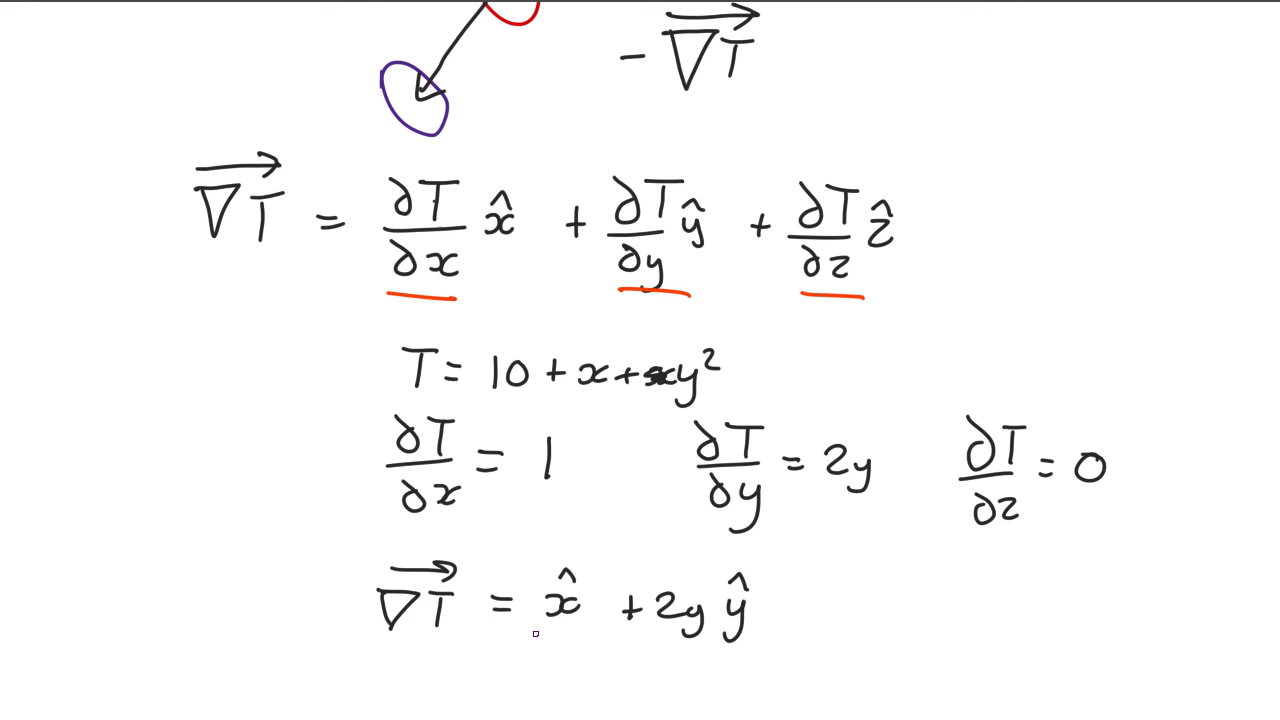 − ∇⃗T
∇⃗T = ∂T/∂x x̂ + ∂T/∂y ŷ + ∂T/∂z ẑ
T = 10 + x + y²
∂T/∂x = 1 ∂T/∂y = 2y ∂T/∂z = 0
∇⃗T = x̂ + 2y ŷ